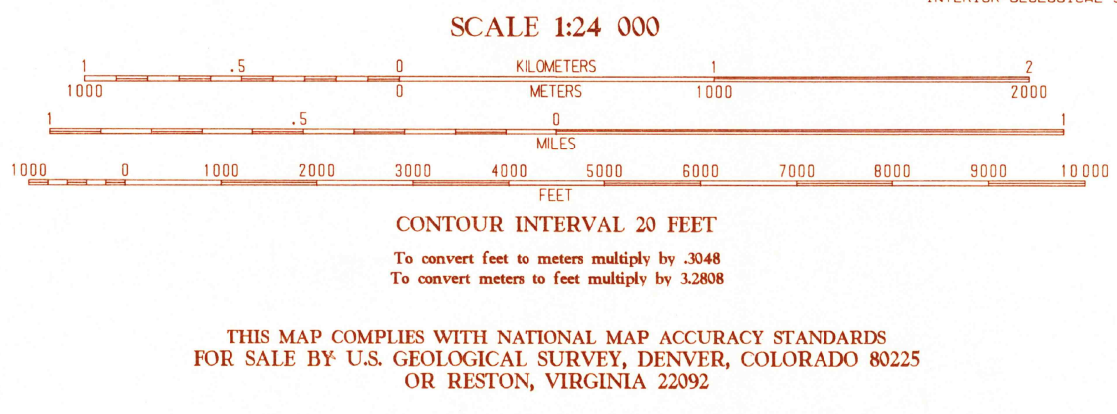 INTERIOR GEOLOGICAL S
SCALE 1:24 000
1 .5 0 KILOMETERS 1 2
1000 0 METERS 1000 2000
1 .5 0 1
MILES
1000 0 1000 2000 3000 4000 5000 6000 7000 8000 9000 10 000
FEET
CONTOUR INTERVAL 20 FEET
To convert feet to meters multiply by .3048
To convert meters to feet multiply by 3.2808
THIS MAP COMPLIES WITH NATIONAL MAP ACCURACY STANDARDS
FOR SALE BY U.S. GEOLOGICAL SURVEY, DENVER, COLORADO 80225
OR RESTON, VIRGINIA 22092